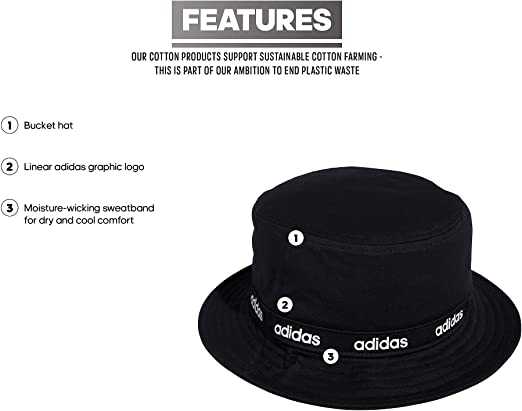 FEATURES
OUR COTTON PRODUCTS SUPPORT SUSTAINABLE COTTON FARMING -
THIS IS PART OF OUR AMBITION TO END PLASTIC WASTE
1 Bucket hat
2 Linear adidas graphic logo
3 Moisture-wicking sweatband
for dry and cool comfort
1
2
adidas adidas adidas adidas
3